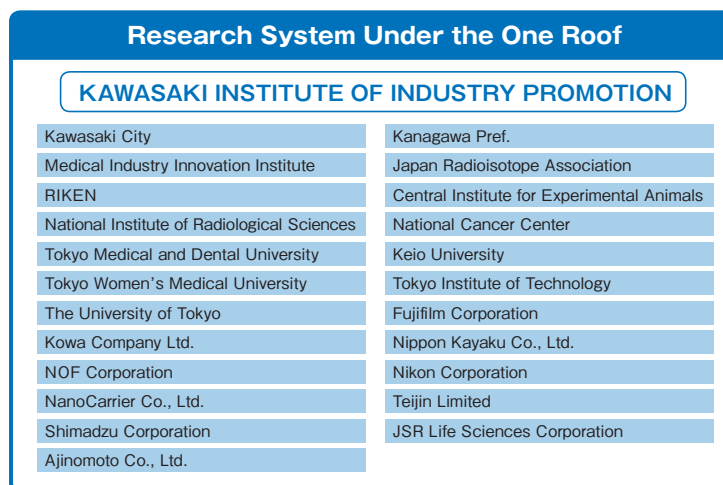 Research System Under the One Roof
KAWASAKI INSTITUTE OF INDUSTRY PROMOTION
Kawasaki City
Medical Industry Innovation Institute
RIKEN
National Institute of Radiological Sciences
Tokyo Medical and Dental University
Tokyo Women's Medical University
The University of Tokyo
Kowa Company Ltd.
NOF Corporation
NanoCarrier Co., Ltd.
Shimadzu Corporation
Ajinomoto Co., Ltd.
Kanagawa Pref.
Japan Radioisotope Association
Central Institute for Experimental Animals
National Cancer Center
Keio University
Tokyo Institute of Technology
Fujifilm Corporation
Nippon Kayaku Co., Ltd.
Nikon Corporation
Teijin Limited
JSR Life Sciences Corporation